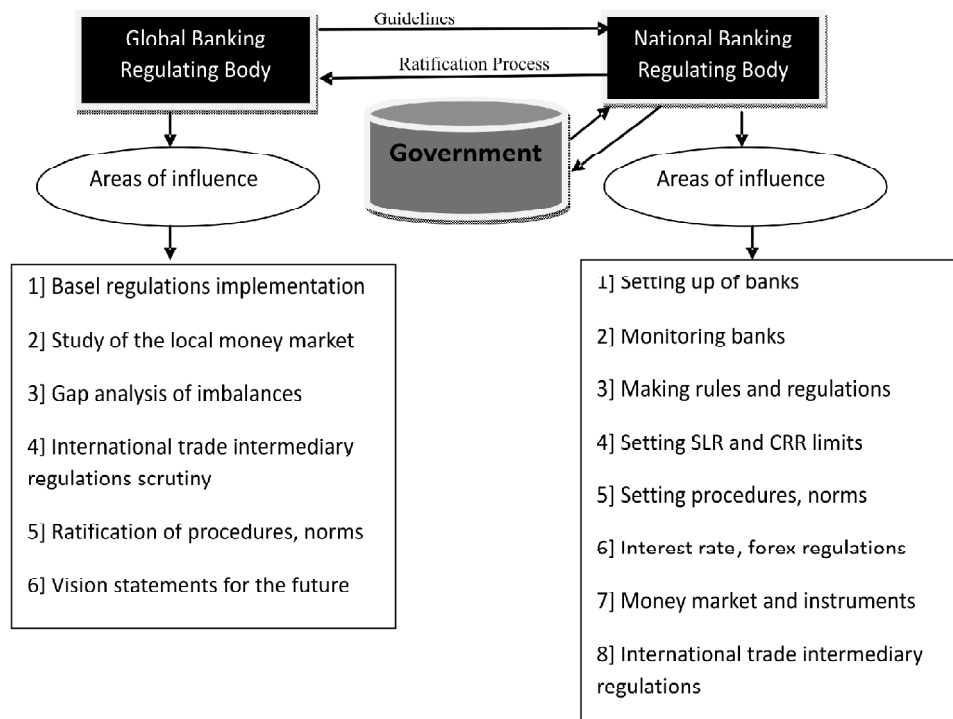 Guidelines
Global Banking
Regulating Body
National Banking
Regulating Body
Ratification Process
Government
Areas of influence
Areas of influence
1] Basel regulations implementation
2] Study of the local money market
3] Gap analysis of imbalances
4] International trade intermediary
regulations scrutiny
5] Ratification of procedures, norms
6] Vision statements for the future
1] Setting up of banks
2] Monitoring banks
3] Making rules and regulations
4] Setting SLR and CRR limits
5] Setting procedures, norms
6] Interest rate, forex regulations
7] Money market and instruments
8] International trade intermediary
regulations